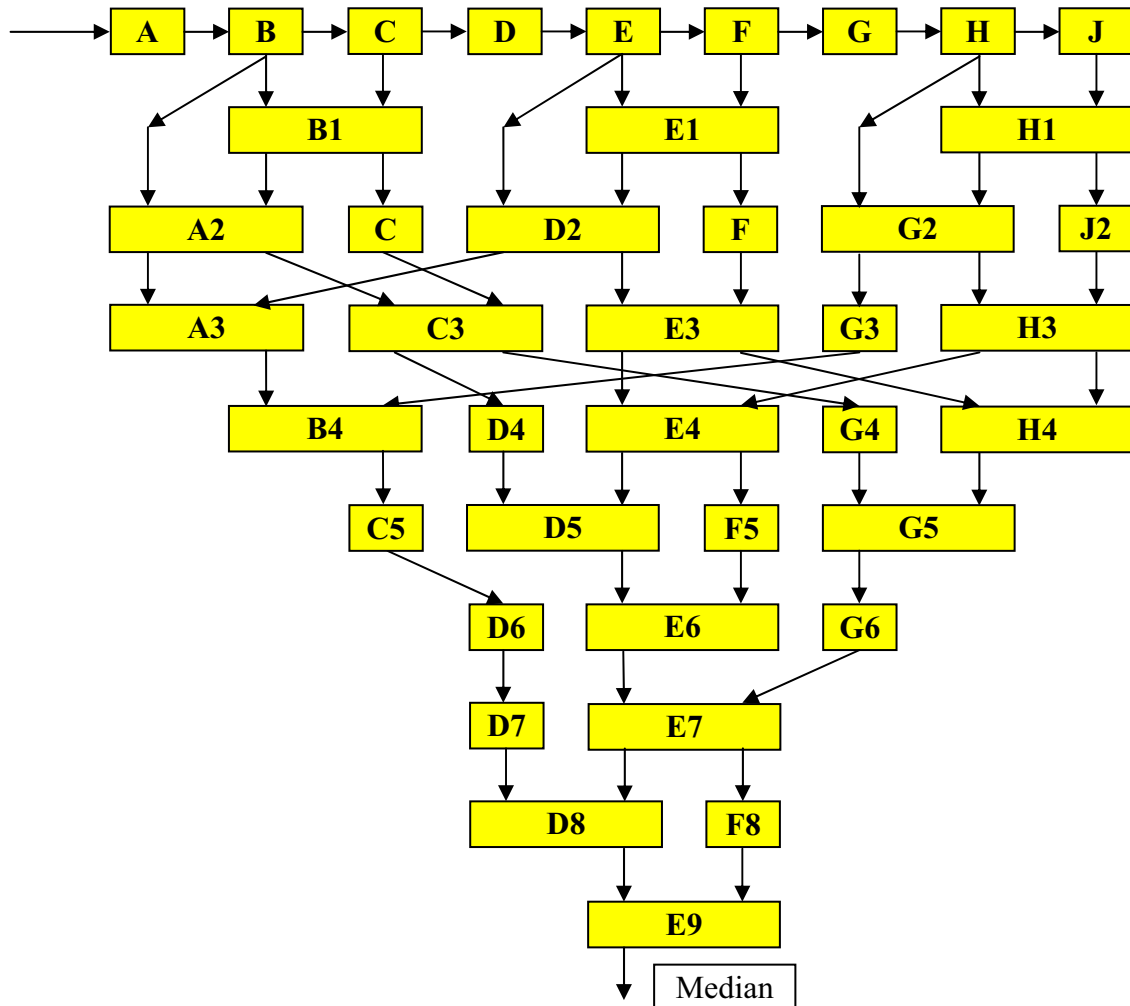 A B C D E F G H J
B1 E1 H1
A2 C D2 F G2 J2
A3 C3 E3 G3 H3
B4 D4 E4 G4 H4
C5 D5 F5 G5
D6 E6 G6
D7 E7
D8 F8
E9
Median